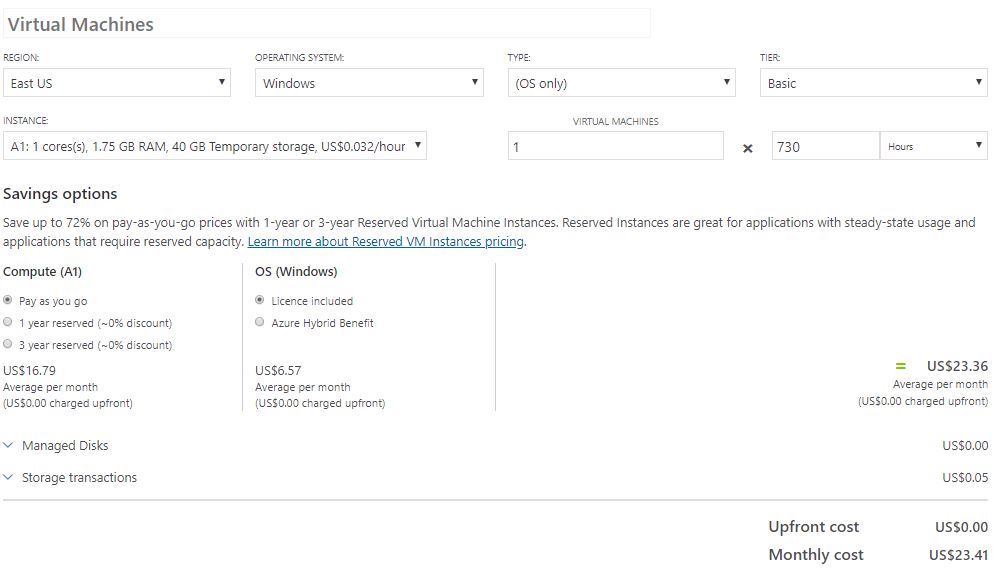 Virtual Machines
REGION: OPERATING SYSTEM: TYPE: TIER:
East US Windows (OS only) Basic
INSTANCE: VIRTUAL MACHINES
A1: 1 cores(s), 1.75 GB RAM, 40 GB Temporary storage, US$0.032/hour 1 × 730 Hours
Savings options
Save up to 72% on pay-as-you-go prices with 1-year or 3-year Reserved Virtual Machine Instances. Reserved Instances are great for applications with steady-state usage and
applications that require reserved capacity. Learn more about Reserved VM Instances pricing.
Compute (A1) OS (Windows)
Pay as you go Licence included
1 year reserved (~0% discount) Azure Hybrid Benefit
3 year reserved (~0% discount)
US$16.79 US$6.57 = US$23.36
Average per month Average per month Average per month
(US$0.00 charged upfront) (US$0.00 charged upfront) (US$0.00 charged upfront)
Managed Disks US$0.00
Storage transactions US$0.05
Upfront cost US$0.00
Monthly cost US$23.41